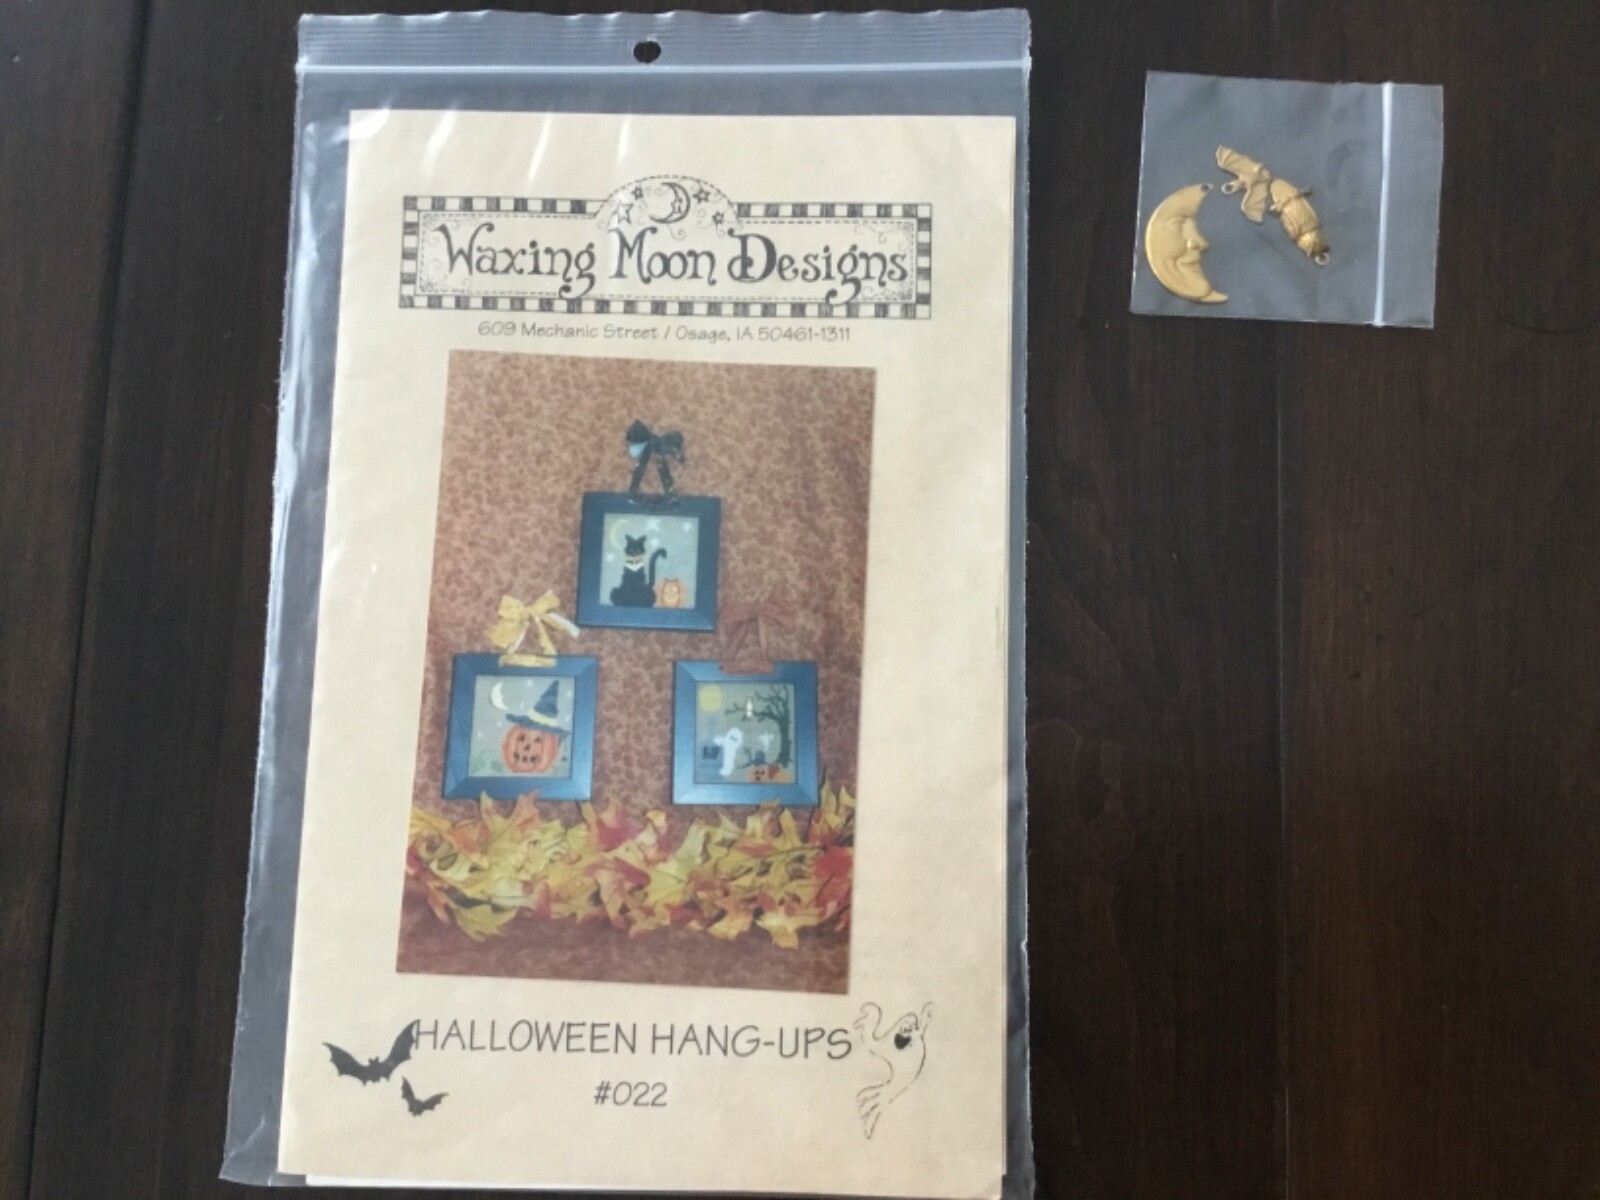 Waxing Moon Designs
609 Mechanic Street / Osage, IA 50461-1311
HALLOWEEN HANG-UPS
#022